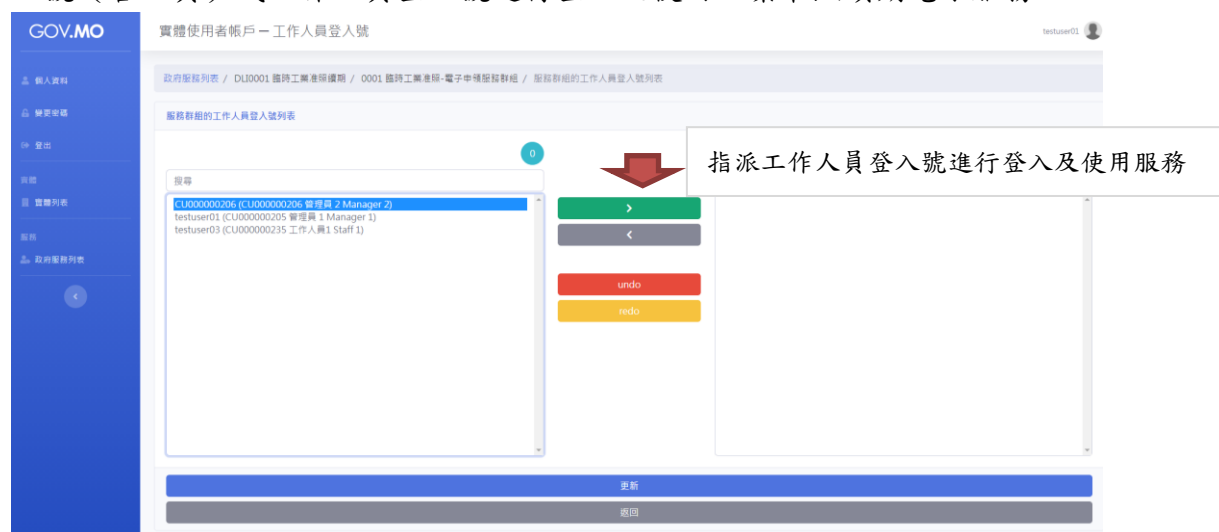 GOV.MO
實體使用者帳戶 — 工作人員登入號
testuser01
個人資料
變更密碼
登出
實體
實體列表
服務
政府服務列表
政府服務列表 / DLI0001 臨時工業准照續期 / 0001 臨時工業准照-電子申領服務群組 / 服務群組的工作人員登入號列表
服務群組的工作人員登入號列表
0
搜尋
CU000000206 (CU000000206 管理員 2 Manager 2)
testuser01 (CU000000205 管理員 1 Manager 1)
testuser03 (CU000000235 工作人員1 Staff 1)
指派工作人員登入號進行登入及使用服務
>
<
undo
redo
更新
返回